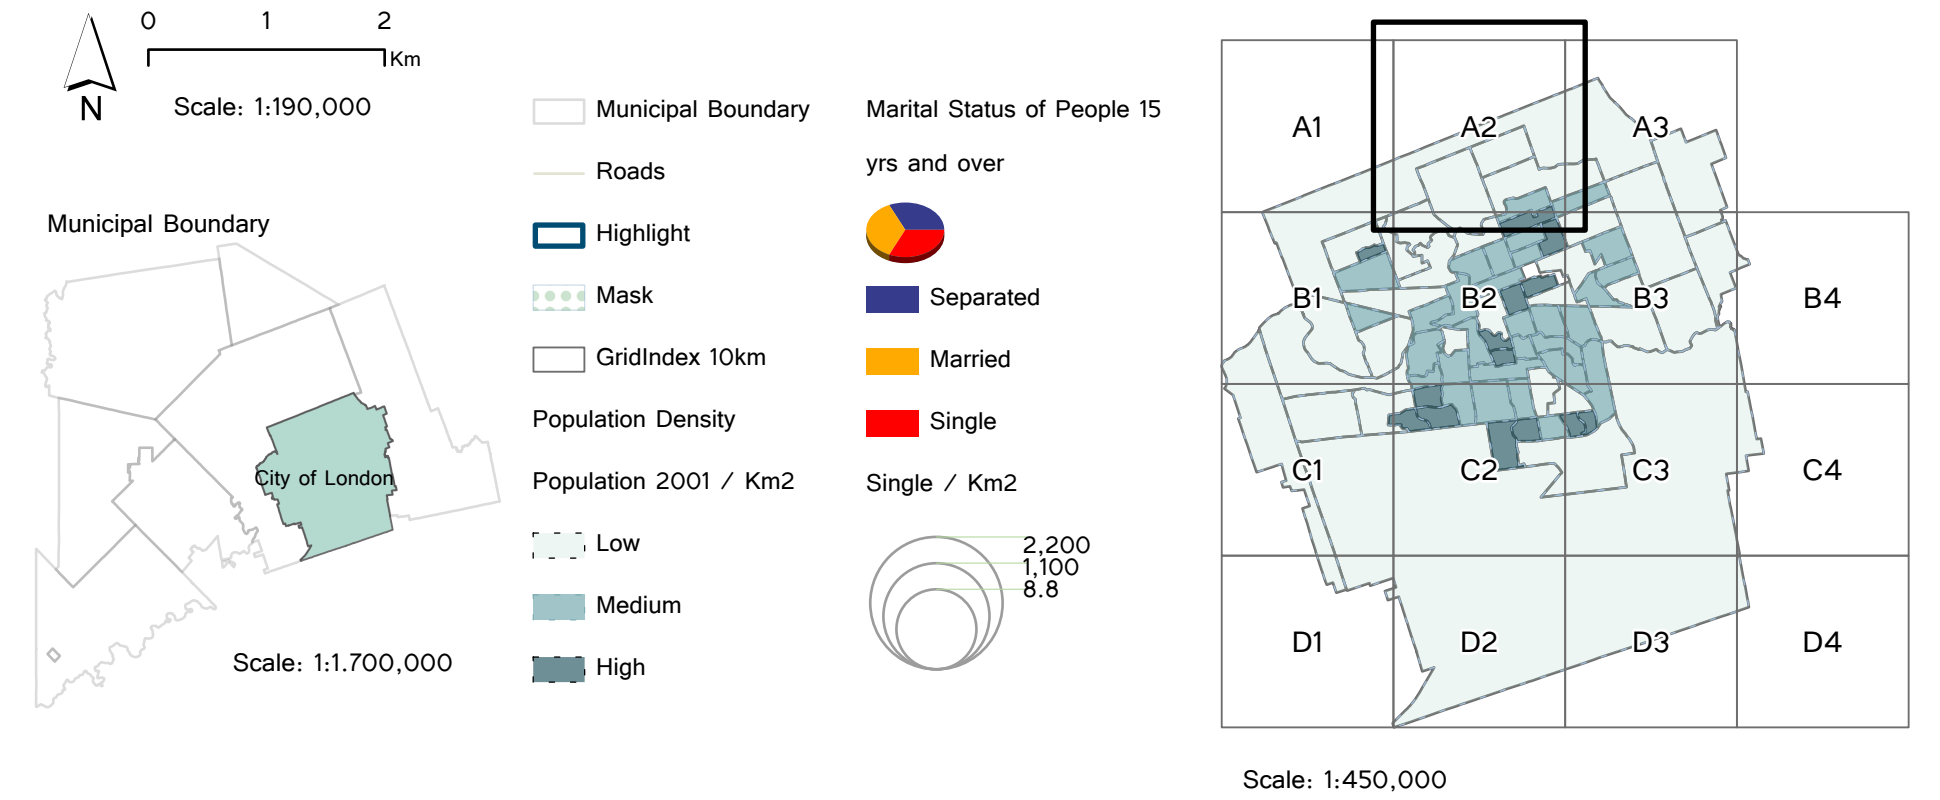 0 1 2
Km
N
Scale: 1:190,000
Municipal Boundary
City of London
Scale: 1:1.700,000
Municipal Boundary
Roads
Highlight
Mask
GridIndex 10km
Population Density
Population 2001 / Km2
Low
Medium
High
Marital Status of People 15
yrs and over
Separated
Married
Single
Single / Km2
2,200
1,100
8.8
A1 A2 A3
B1 B2 B3 B4
C1 C2 C3 C4
D1 D2 D3 D4
Scale: 1:450,000